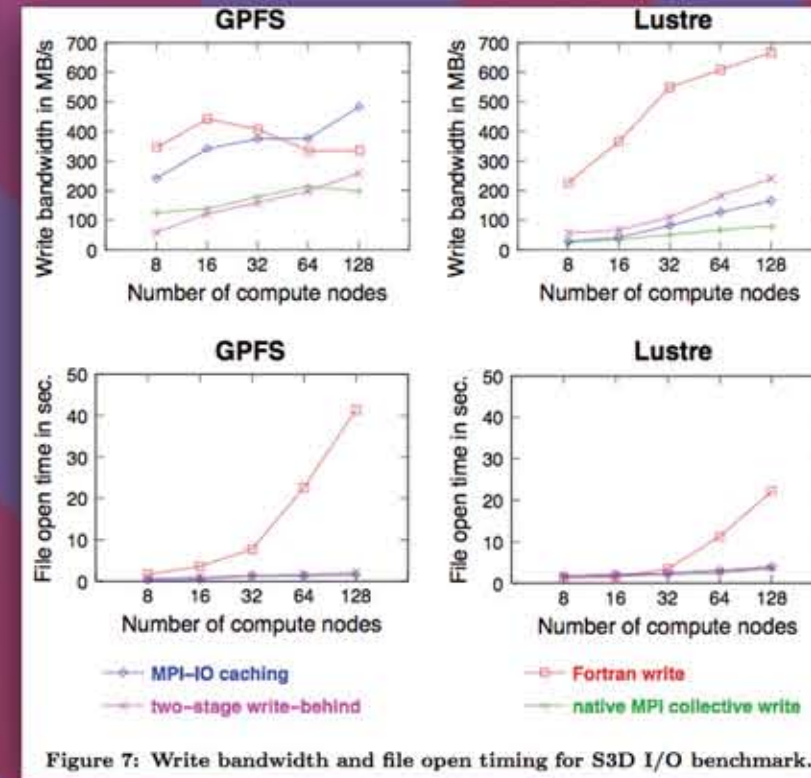 GPFS
700
600
500
400
300
200
100
0
Write bandwidth in MB/s
8 16 32 64 128
Number of compute nodes
Lustre
700
600
500
400
300
200
100
0
Write bandwidth in MB/s
8 16 32 64 128
Number of compute nodes
GPFS
50
40
30
20
10
0
File open time in sec.
8 16 32 64 128
Number of compute nodes
Lustre
50
40
30
20
10
0
File open time in sec.
8 16 32 64 128
Number of compute nodes
MPI-IO caching
two-stage write-behind
Fortran write
native MPI collective write
Figure 7: Write bandwidth and file open timing for S3D I/O benchmark.